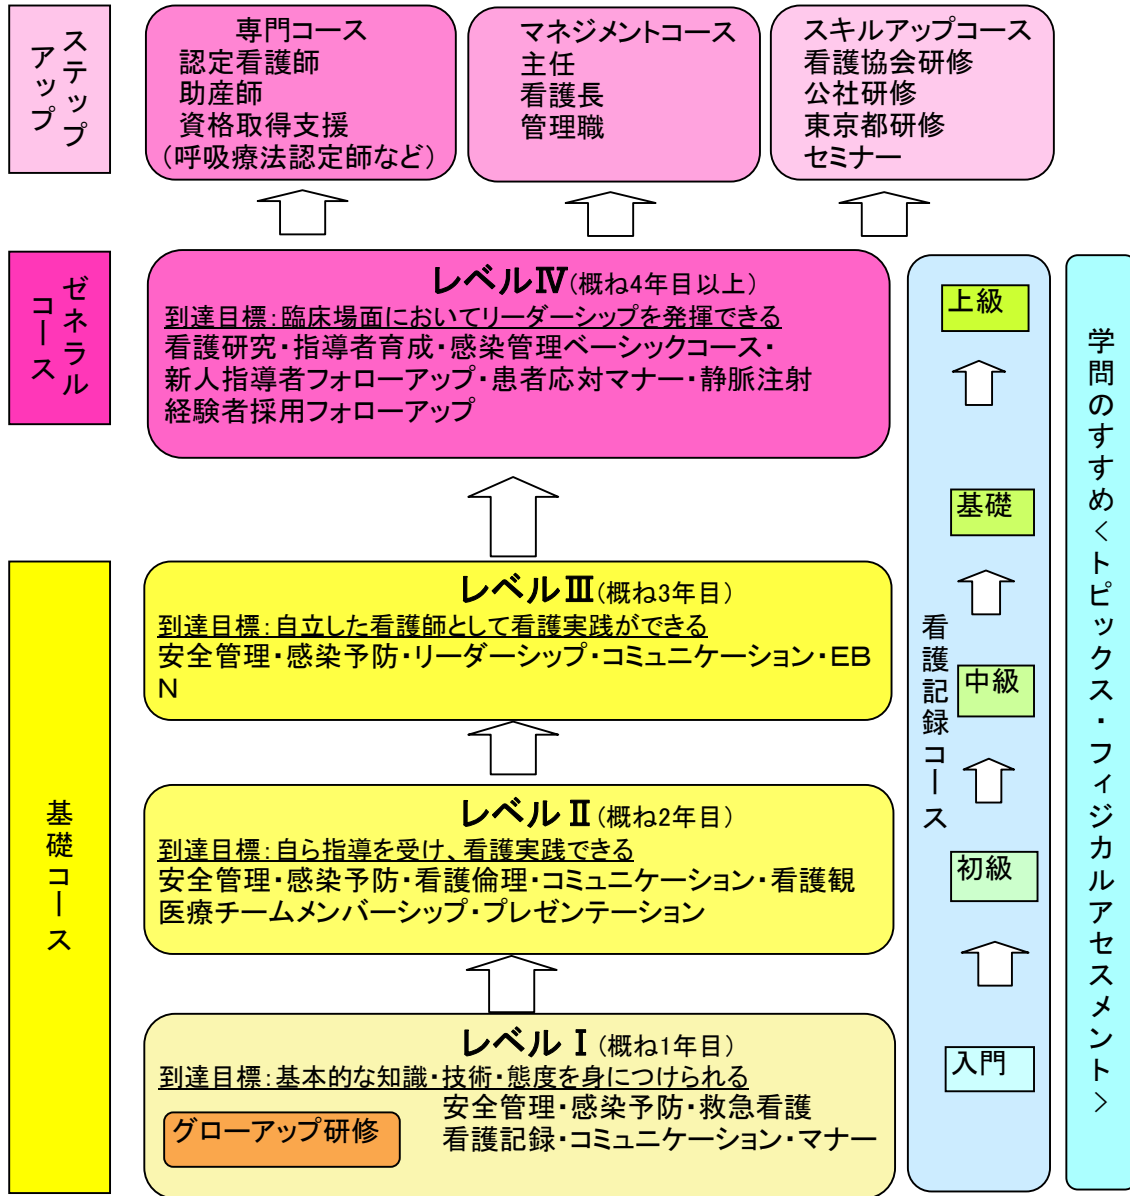 ステップ
アップ
専門コース
認定看護師
助産師
資格取得支援
(呼吸療法認定師など)
マネジメントコース
主任
看護長
管理職
スキルアップコース
看護協会研修
公社研修
東京都研修
セミナー
ゼネラル
コース
レベルⅣ(概ね4年目以上)
到達目標:臨床場面においてリーダーシップを発揮できる
看護研究・指導者育成・感染管理ベーシックコース・
新人指導者フォローアップ・患者応対マナー・静脈注射
経験者採用フォローアップ
基礎コース
レベルⅢ(概ね3年目)
到達目標:自立した看護師として看護実践ができる
安全管理・感染予防・リーダーシップ・コミュニケーション・EB
N
レベルⅡ(概ね2年目)
到達目標:自ら指導を受け、看護実践できる
安全管理・感染予防・看護倫理・コミュニケーション・看護観
医療チームメンバーシップ・プレゼンテーション
レベルⅠ(概ね1年目)
到達目標:基本的な知識・技術・態度を身につけられる
安全管理・感染予防・救急看護
看護記録・コミュニケーション・マナー
グローアップ研修
看護記録コース
上級
基礎
中級
初級
入門
学問のすすめ<トピックス・フィジカルアセスメント>